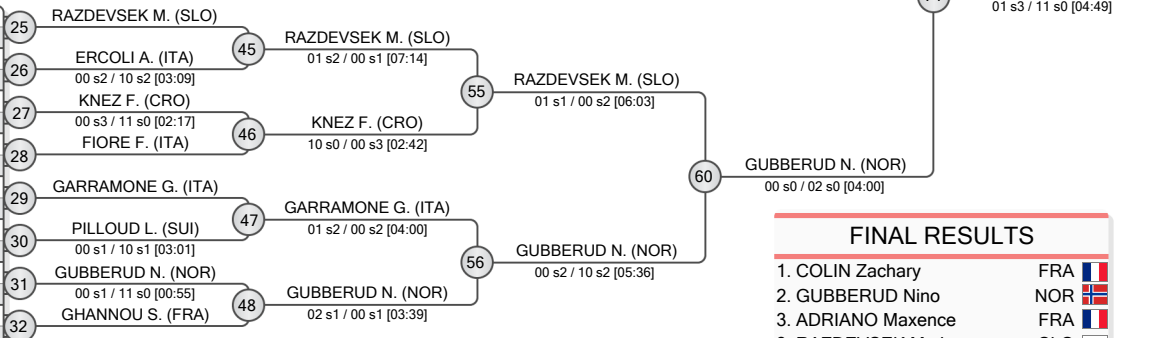 01 s3 / 11 s0 [04:49]
25
RAZDEVSEK M. (SLO)
45
RAZDEVSEK M. (SLO)
01 s2 / 00 s1 [07:14]
26
ERCOLI A. (ITA)
00 s2 / 10 s2 [03:09]
55
RAZDEVSEK M. (SLO)
01 s1 / 00 s2 [06:03]
27
KNEZ F. (CRO)
00 s3 / 11 s0 [02:17]
46
KNEZ F. (CRO)
10 s0 / 00 s3 [02:42]
28
FIORE F. (ITA)
60
GUBBERUD N. (NOR)
00 s0 / 02 s0 [04:00]
29
GARRAMONE G. (ITA)
47
GARRAMONE G. (ITA)
01 s2 / 00 s2 [04:00]
30
PILLOUD L. (SUI)
00 s1 / 10 s1 [03:01]
56
GUBBERUD N. (NOR)
00 s2 / 10 s2 [05:36]
31
GUBBERUD N. (NOR)
00 s1 / 11 s0 [00:55]
48
GUBBERUD N. (NOR)
02 s1 / 00 s1 [03:39]
32
GHANNOU S. (FRA)
FINAL RESULTS
1. COLIN Zachary FRA
2. GUBBERUD Nino NOR
3. ADRIANO Maxence FRA